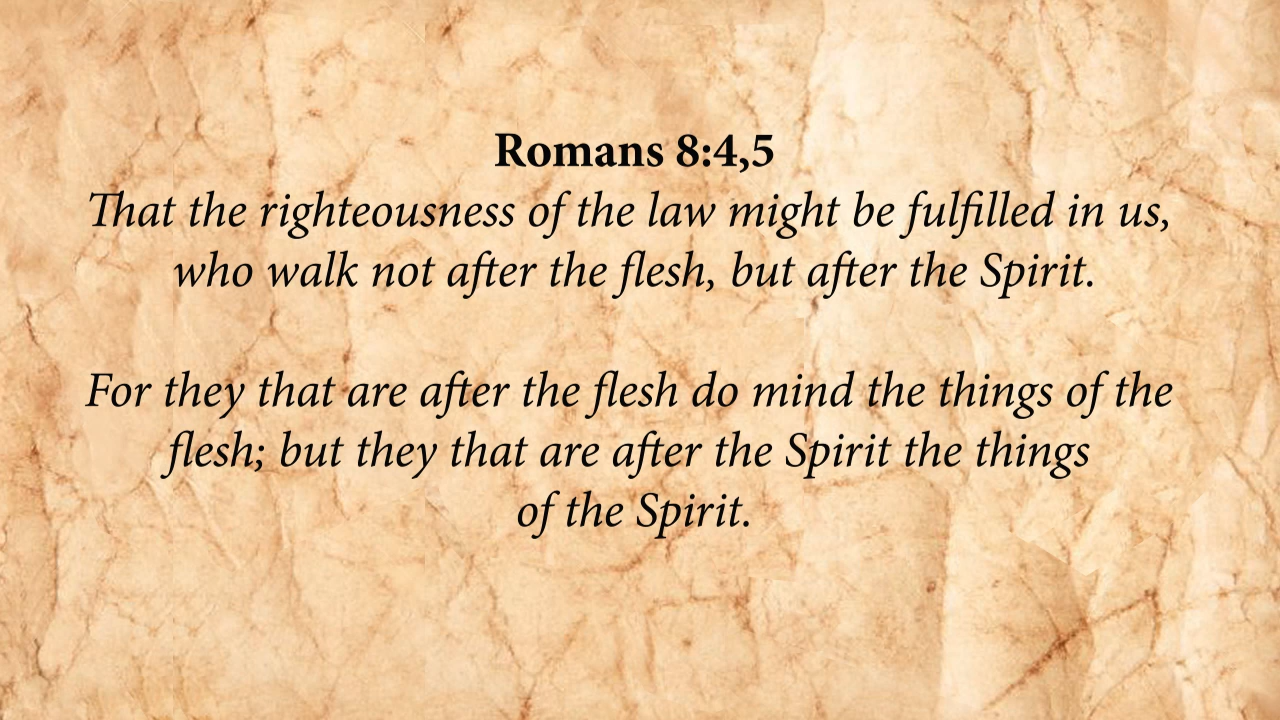 Romans 8:4,5
That the righteousness of the law might be fulfilled in us,
who walk not after the flesh, but after the Spirit.
For they that are after the flesh do mind the things of the
flesh; but they that are after the Spirit the things
of the Spirit.